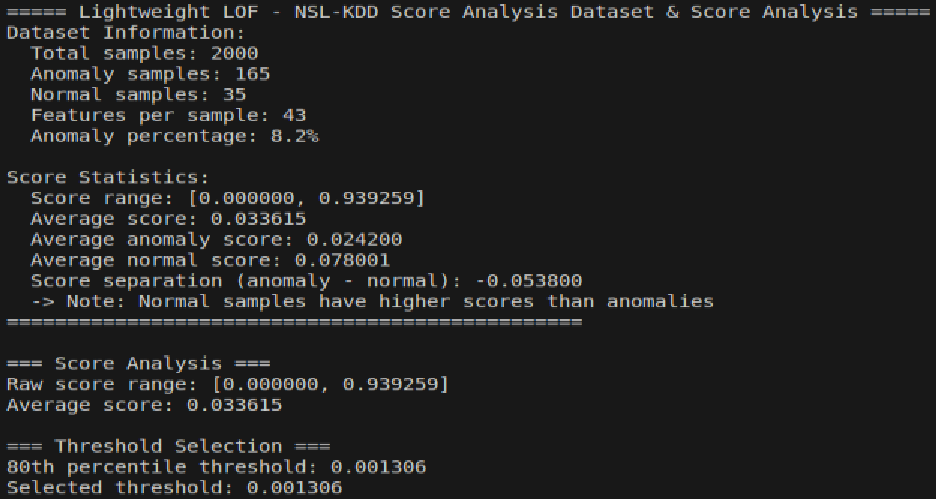 ===== Lightweight LOF - NSL-KDD Score Analysis Dataset & Score Analysis =====
Dataset Information:
  Total samples: 2000
  Anomaly samples: 165
  Normal samples: 35
  Features per sample: 43
  Anomaly percentage: 8.2%

Score Statistics:
  Score range: [0.000000, 0.939259]
  Average score: 0.033615
  Average anomaly score: 0.024200
  Average normal score: 0.078001
  Score separation (anomaly - normal): -0.053800
  -> Note: Normal samples have higher scores than anomalies
================================================

=== Score Analysis ===
Raw score range: [0.000000, 0.939259]
Average score: 0.033615

=== Threshold Selection ===
80th percentile threshold: 0.001306
Selected threshold: 0.001306